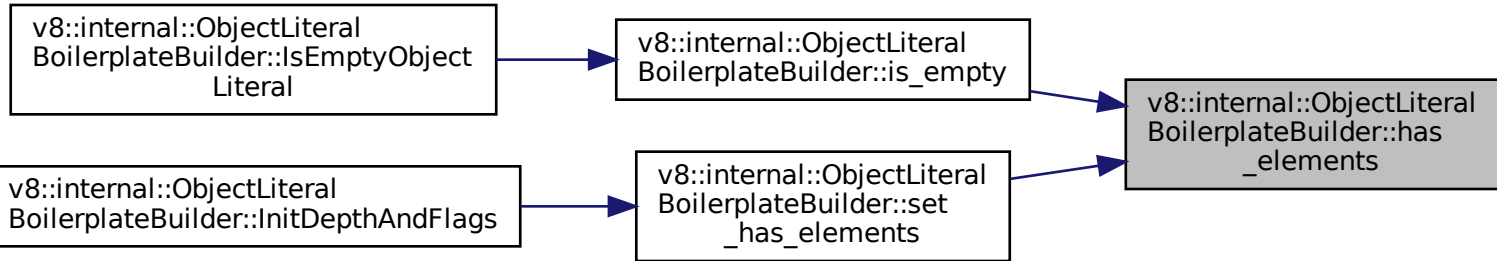 v8::internal::ObjectLiteral
BoilerplateBuilder::IsEmptyObject
Literal
v8::internal::ObjectLiteral
BoilerplateBuilder::is_empty
v8::internal::ObjectLiteral
BoilerplateBuilder::has
_elements
v8::internal::ObjectLiteral
BoilerplateBuilder::InitDepthAndFlags
v8::internal::ObjectLiteral
BoilerplateBuilder::set
_has_elements